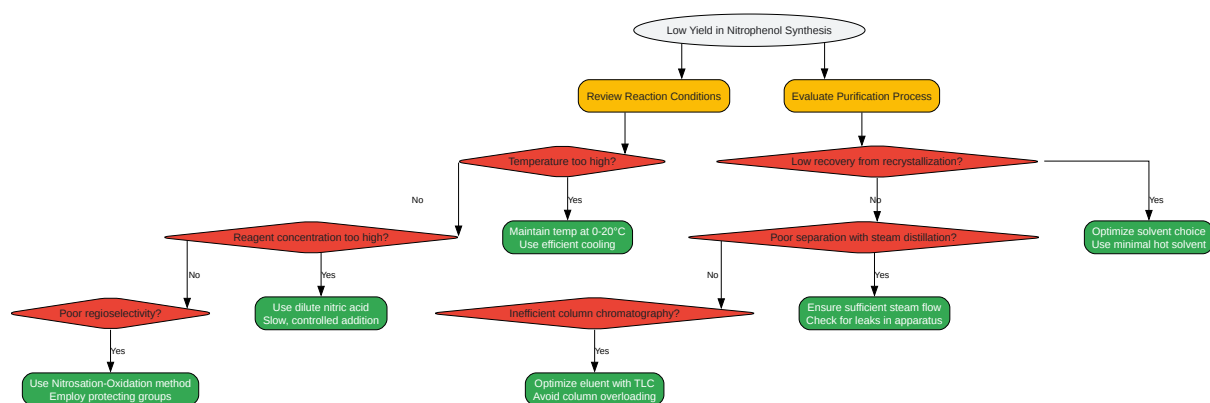 Low Yield in Nitrophenol Synthesis
Review Reaction Conditions
Evaluate Purification Process
Temperature too high?
Low recovery from recrystallization?
No
Yes
No
Yes
Reagent concentration too high?
Maintain temp at 0-20°C
Use efficient cooling
Poor separation with steam distillation?
Optimize solvent choice
Use minimal hot solvent
No
Yes
No
Yes
Poor regioselectivity?
Use dilute nitric acid
Slow, controlled addition
Inefficient column chromatography?
Ensure sufficient steam flow
Check for leaks in apparatus
Yes
Yes
Use Nitrosation-Oxidation method
Employ protecting groups
Optimize eluent with TLC
Avoid column overloading